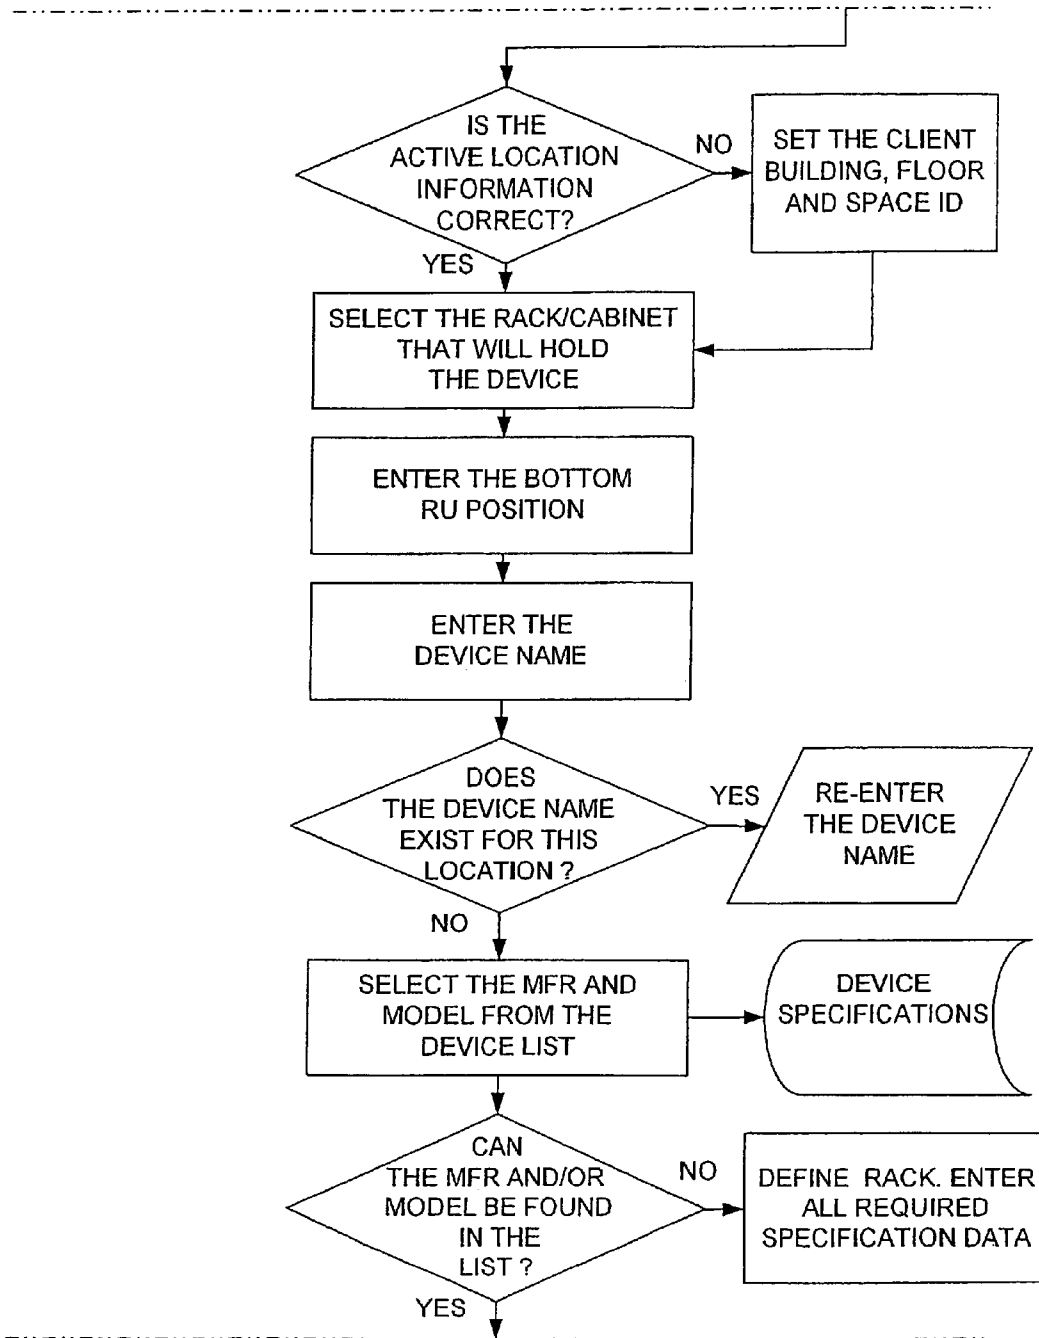 IS THE
ACTIVE LOCATION
INFORMATION
CORRECT?
NO
SET THE CLIENT
BUILDING, FLOOR
AND SPACE ID
YES
SELECT THE RACK/CABINET
THAT WILL HOLD
THE DEVICE
ENTER THE BOTTOM
RU POSITION
ENTER THE
DEVICE NAME
DOES
THE DEVICE NAME
EXIST FOR THIS
LOCATION ?
YES
RE-ENTER
THE DEVICE
NAME
NO
SELECT THE MFR AND
MODEL FROM THE
DEVICE LIST
DEVICE
SPECIFICATIONS
CAN
THE MFR AND/OR
MODEL BE FOUND
IN THE
LIST ?
NO
DEFINE RACK. ENTER
ALL REQUIRED
SPECIFICATION DATA
YES